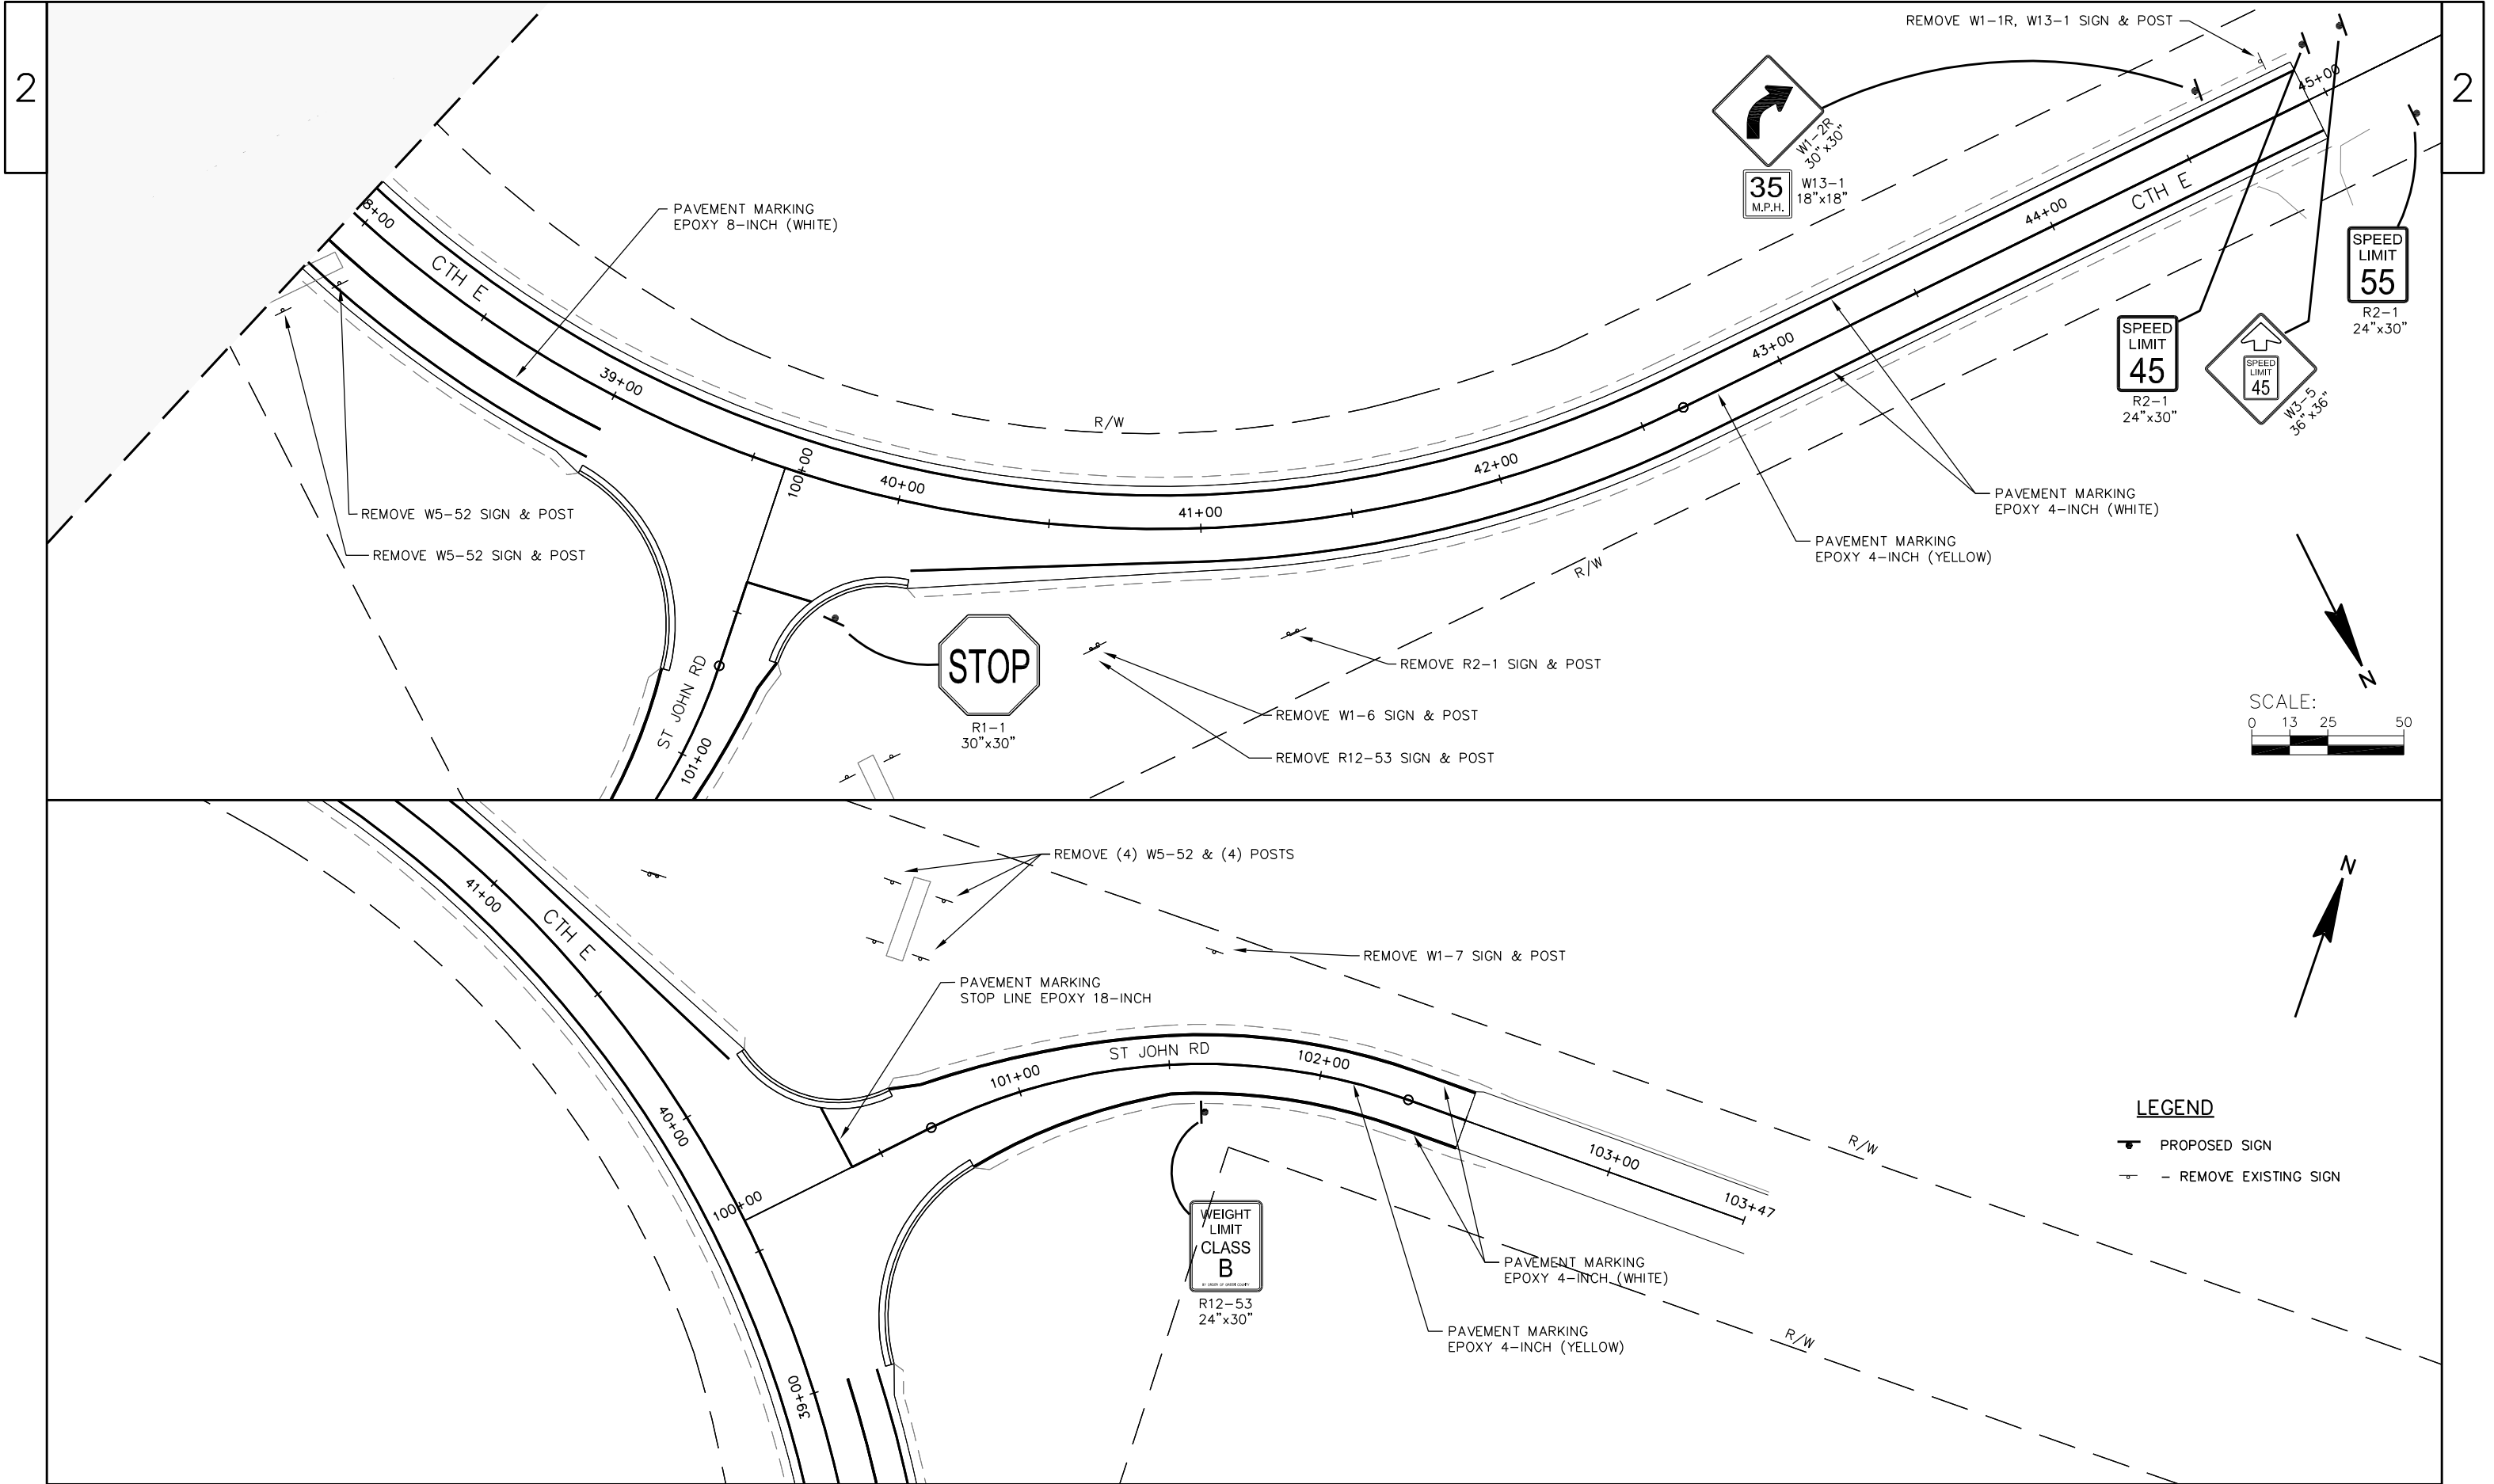 2
2
REMOVE W1-1R, W13-1 SIGN & POST
W1-2R
30"x30"
35
M.P.H.
W13-1
18"x18"
PAVEMENT MARKING
EPOXY 8-INCH (WHITE)
8+00
CTH E
39+00
100+00
40+00
41+00
42+00
43+00
44+00
45+00
CTH E
R/W
R/W
SPEED
LIMIT
55
R2-1
24"x30"
SPEED
LIMIT
45
R2-1
24"x30"
SPEED
LIMIT
45
W3-5
36"x36"
REMOVE W5-52 SIGN & POST
REMOVE W5-52 SIGN & POST
PAVEMENT MARKING
EPOXY 4-INCH (WHITE)
PAVEMENT MARKING
EPOXY 4-INCH (YELLOW)
ST JOHN RD
101+00
STOP
R1-1
30"x30"
REMOVE R2-1 SIGN & POST
REMOVE W1-6 SIGN & POST
REMOVE R12-53 SIGN & POST
N
SCALE:
0 13 25 50
REMOVE (4) W5-52 & (4) POSTS
N
41+00
CTH E
REMOVE W1-7 SIGN & POST
PAVEMENT MARKING
STOP LINE EPOXY 18-INCH
ST JOHN RD
101+00
102+00
40+00
100+00
103+00
103+47
R/W
R/W
LEGEND
PROPOSED SIGN
- REMOVE EXISTING SIGN
WEIGHT
LIMIT
CLASS
B
R12-53
24"x30"
PAVEMENT MARKING
EPOXY 4-INCH (WHITE)
PAVEMENT MARKING
EPOXY 4-INCH (YELLOW)
39+00